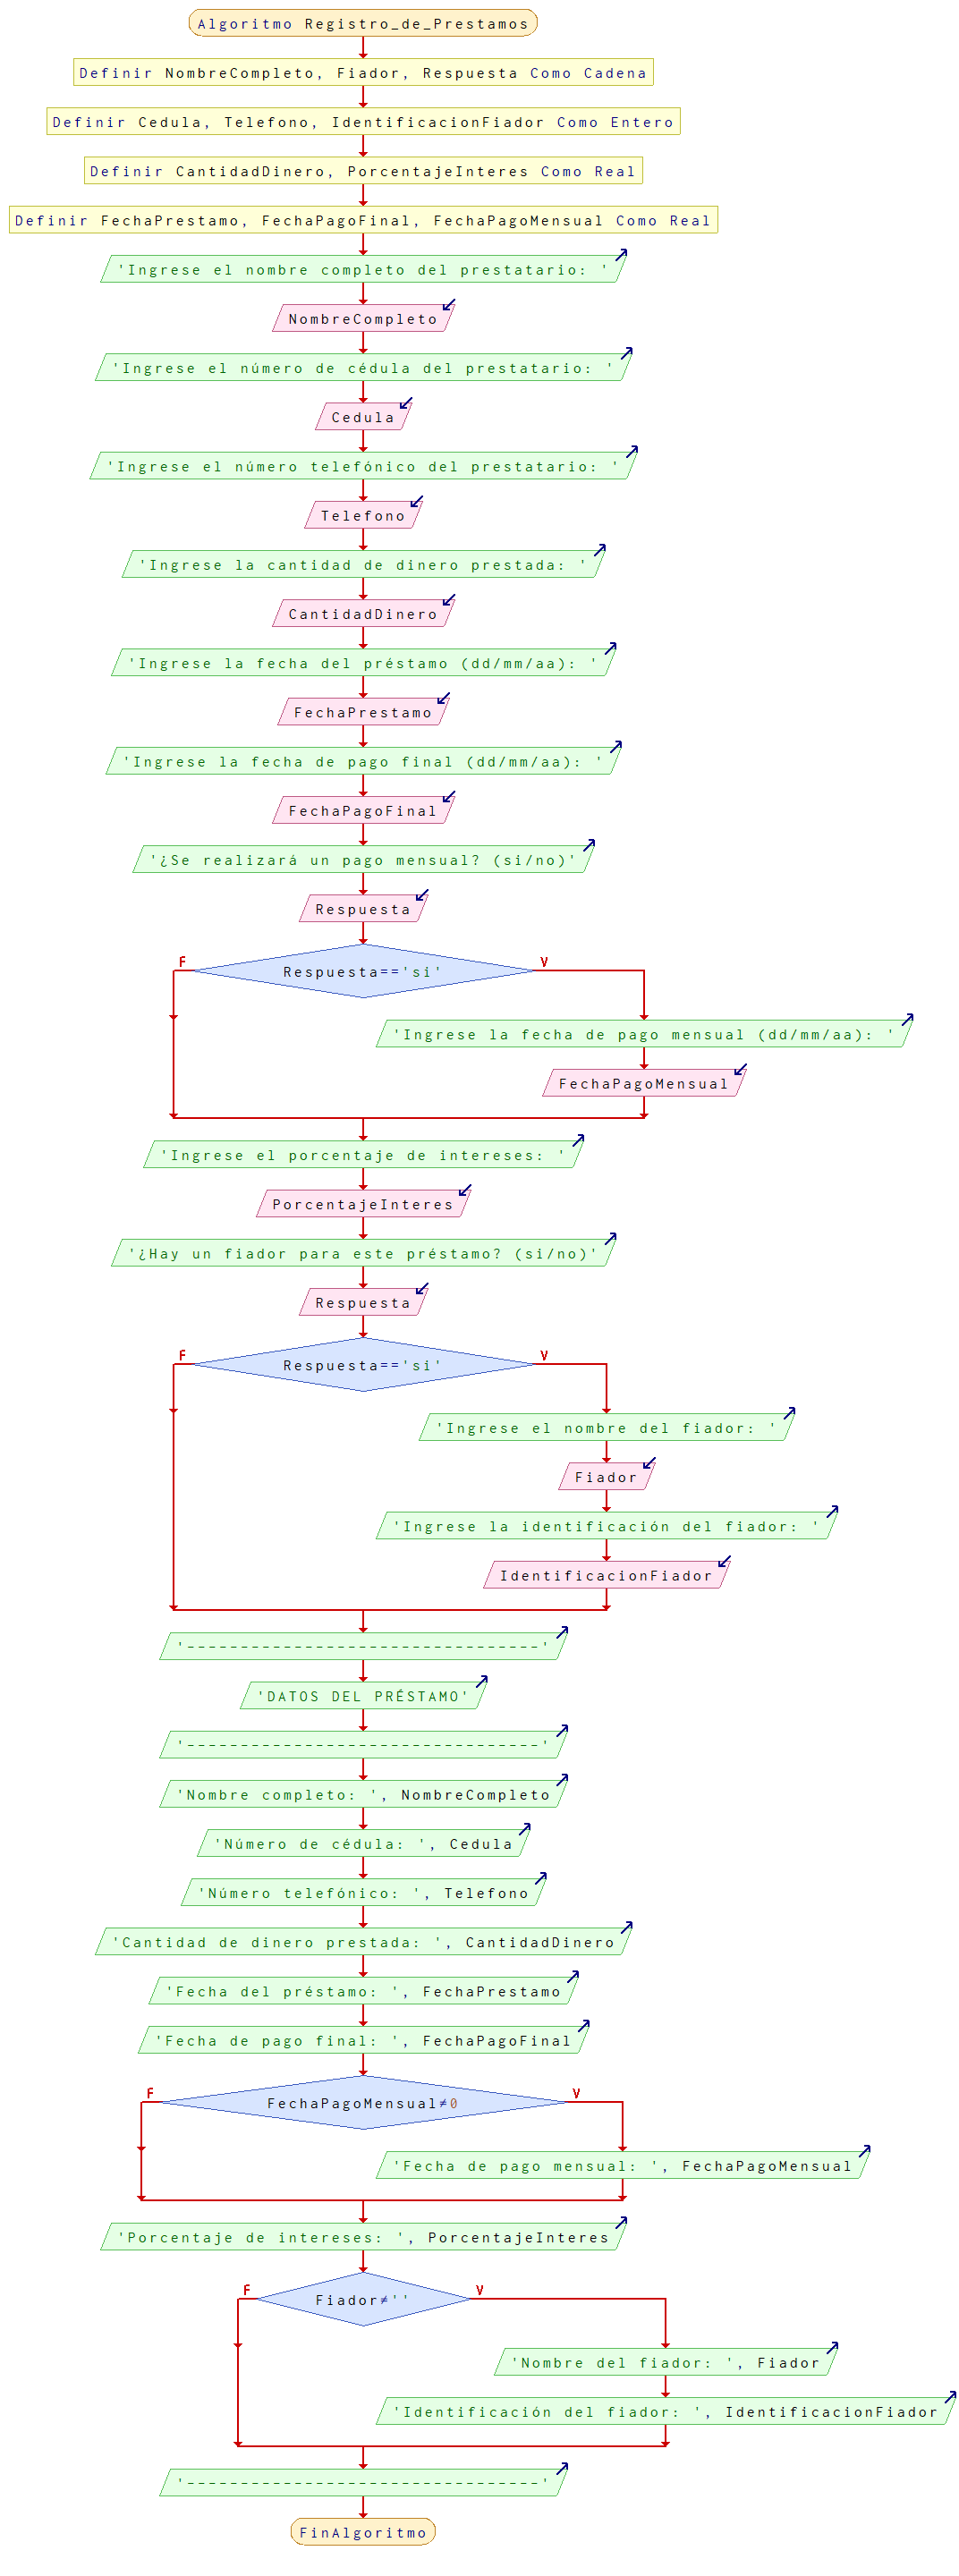 Algoritmo Registro_de_Prestamos
Definir NombreCompleto, Fiador, Respuesta Como Cadena
Definir Cedula, Telefono, IdentificacionFiador Como Entero
Definir CantidadDinero, PorcentajeInteres Como Real
Definir FechaPrestamo, FechaPagoFinal, FechaPagoMensual Como Real
'Ingrese el nombre completo del prestatario: '
NombreCompleto
'Ingrese el número de cédula del prestatario: '
Cedula
'Ingrese el número telefónico del prestatario: '
Telefono
'Ingrese la cantidad de dinero prestada: '
CantidadDinero
'Ingrese la fecha del préstamo (dd/mm/aa): '
FechaPrestamo
'Ingrese la fecha de pago final (dd/mm/aa): '
FechaPagoFinal
'¿Se realizará un pago mensual? (si/no)'
Respuesta
F
V
Respuesta=='si'
'Ingrese la fecha de pago mensual (dd/mm/aa): '
FechaPagoMensual
'Ingrese el porcentaje de intereses: '
PorcentajeInteres
'¿Hay un fiador para este préstamo? (si/no)'
Respuesta
F
V
Respuesta=='si'
'Ingrese el nombre del fiador: '
Fiador
'Ingrese la identificación del fiador: '
IdentificacionFiador
'---------------------------------'
'DATOS DEL PRÉSTAMO'
'---------------------------------'
'Nombre completo: ', NombreCompleto
'Número de cédula: ', Cedula
'Número telefónico: ', Telefono
'Cantidad de dinero prestada: ', CantidadDinero
'Fecha del préstamo: ', FechaPrestamo
'Fecha de pago final: ', FechaPagoFinal
F
V
FechaPagoMensual≠0
'Fecha de pago mensual: ', FechaPagoMensual
'Porcentaje de intereses: ', PorcentajeInteres
F
V
Fiador≠''
'Nombre del fiador: ', Fiador
'Identificación del fiador: ', IdentificacionFiador
'---------------------------------'
FinAlgoritmo